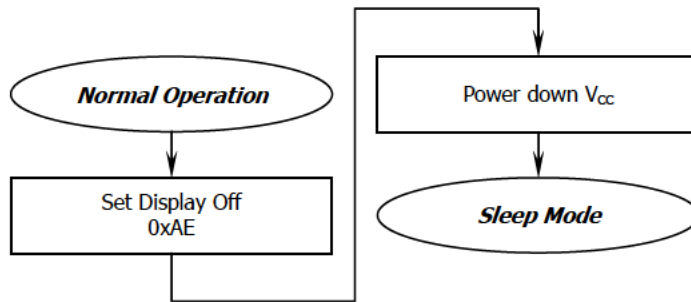 Normal Operation
Set Display Off
0xAE
Power down VCC
Sleep Mode